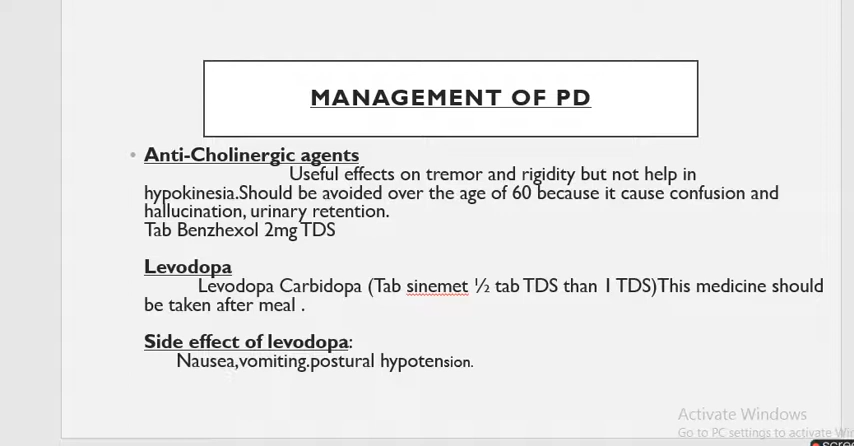 MANAGEMENT OF PD
• Anti-Cholinergic agents
Useful effects on tremor and rigidity but not help in
hypokinesia.Should be avoided over the age of 60 because it cause confusion and
hallucination, urinary retention.
Tab Benzhexol 2mg TDS
Levodopa
Levodopa Carbidopa (Tab sinemet ½ tab TDS than 1 TDS)This medicine should
be taken after meal .
Side effect of levodopa:
Nausea,vomiting.postural hypotension.
Activate Windows
Go to PC settings to activate